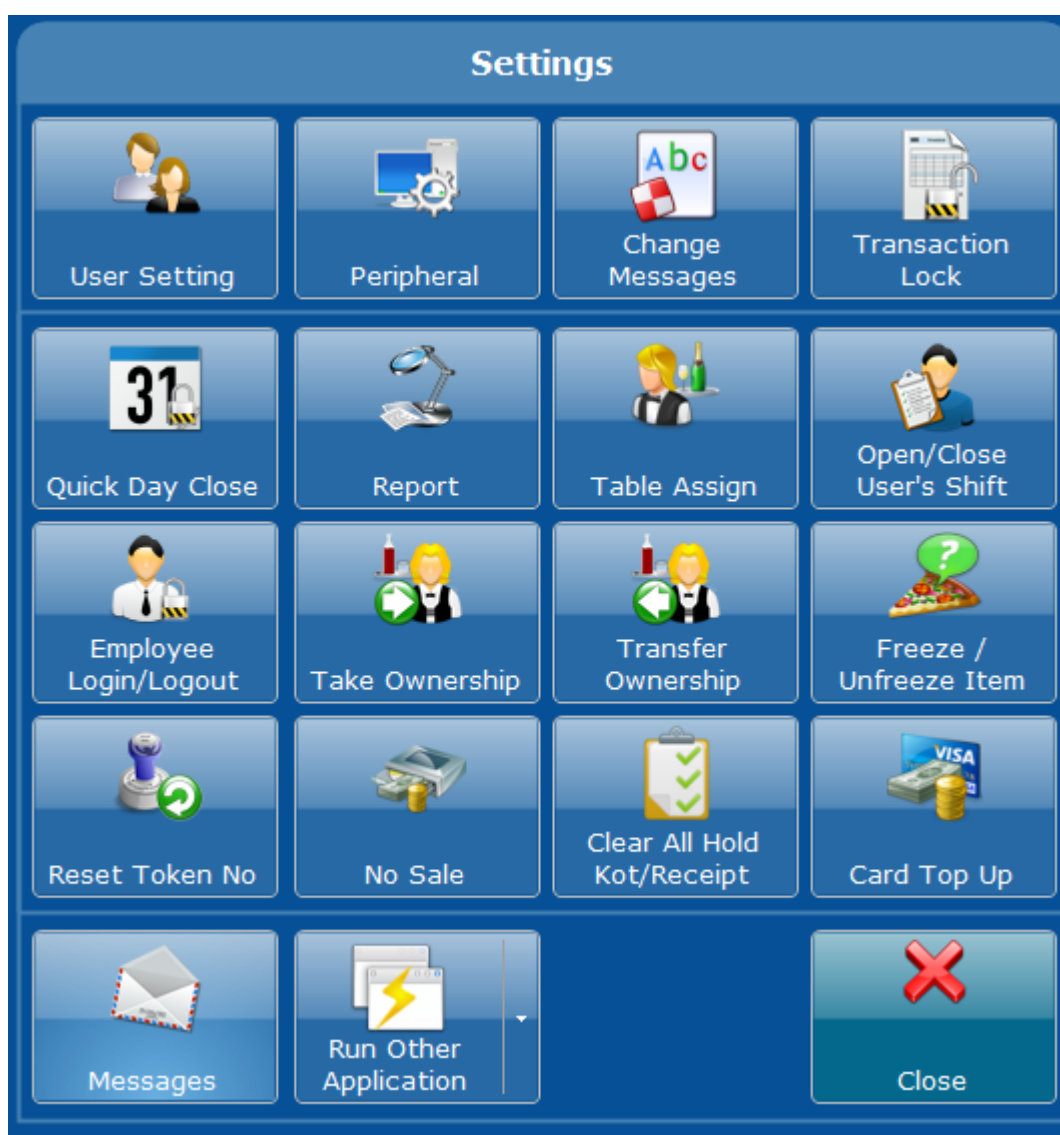 Settings
User Setting
Peripheral
Abc
Change
Messages
Transaction
Lock
31
Quick Day Close
Report
Table Assign
Open/Close
User's Shift
Employee
Login/Logout
Take Ownership
Transfer
Ownership
?
Freeze /
Unfreeze Item
Reset Token No
No Sale
Clear All Hold
Kot/Receipt
VISA
Card Top Up
Messages
Run Other
Application
Close